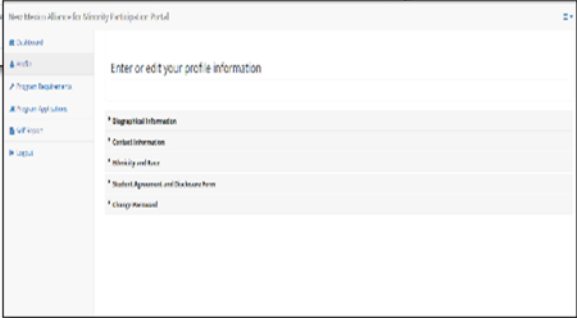 New Mexico Alliance for Minority Participation Portal
Dashboard
Profile
Program Requirements
Program Applications
Self Report
Logout
Enter or edit your profile information
Biographical Information
Contact Information
Ethnicity and Race
Student Agreement and Disclosure Form
Change Password